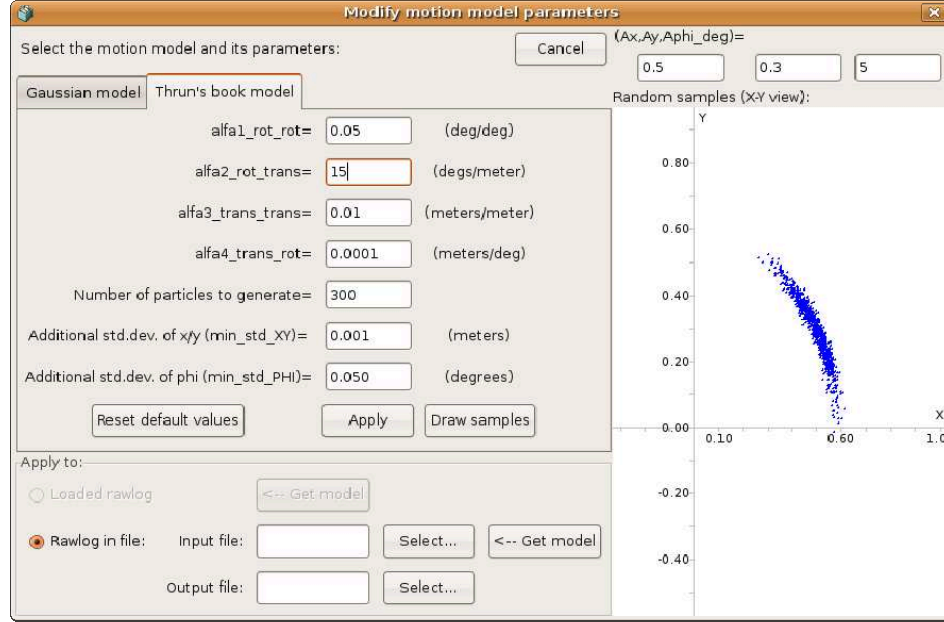 Modify motion model parameters
Select the motion model and its parameters:
Cancel
(Ax,Ay,Aphi_deg)=
0.5
0.3
5
Gaussian model
Thrun's book model
Random samples (X-Y view):
alfa1_rot_rot=
0.05
(deg/deg)
alfa2_rot_trans=
15
(degs/meter)
alfa3_trans_trans=
0.01
(meters/meter)
alfa4_trans_rot=
0.0001
(meters/deg)
Number of particles to generate=
300
Additional std.dev. of x/y (min_std_XY)=
0.001
(meters)
Additional std.dev. of phi (min_std_PHI)=
0.050
(degrees)
Reset default values
Apply
Draw samples
Y
0.80
0.60
0.40
0.20
0.00
-0.20
-0.40
0.10
0.60
1.0
X
Apply to:
Loaded rawlog
<-- Get model
Rawlog in file:
Input file:
Select...
<-- Get model
Output file:
Select...